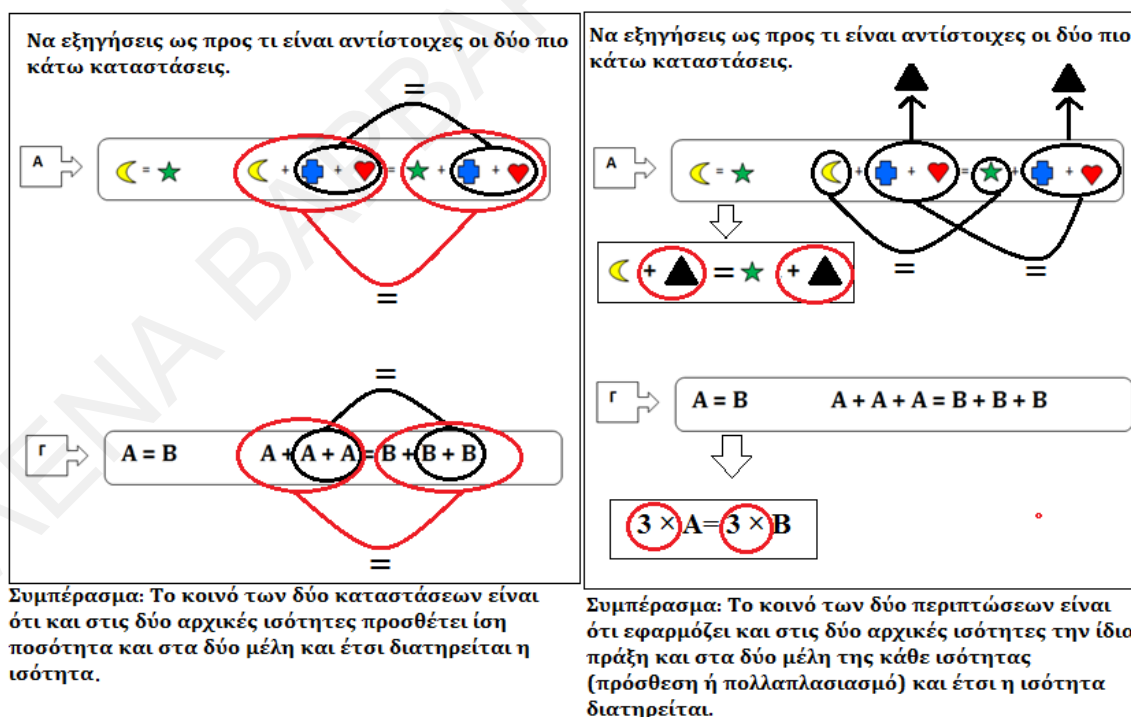 Να εξηγήσεις ως προς τι είναι αντίστοιχες οι δύο πιο
κάτω καταστάσεις.
=
Α
= + + = + +
=
=
Γ
Α = Β Α + Α + Α = Β + Β + Β
=
Συμπέρασμα: Το κοινό των δύο καταστάσεων είναι
ότι και στις δύο αρχικές ισότητες προσθέτει ίση
ποσότητα και στα δύο μέλη και έτσι διατηρείται η
ισότητα.
Να εξηγήσεις ως προς τι είναι αντίστοιχες οι δύο πιο
κάτω καταστάσεις.
Α
= + + = + +
= =
+ = +
Γ
Α = Β Α + Α + Α = Β + Β + Β
3 × Α= 3 × Β
Συμπέρασμα: Το κοινό των δύο περιπτώσεων είναι
ότι εφαρμόζει και στις δύο αρχικές ισότητες την ίδια
πράξη και στα δύο μέλη της κάθε ισότητας
(πρόσθεση ή πολλαπλασιασμό) και έτσι η ισότητα
διατηρείται.